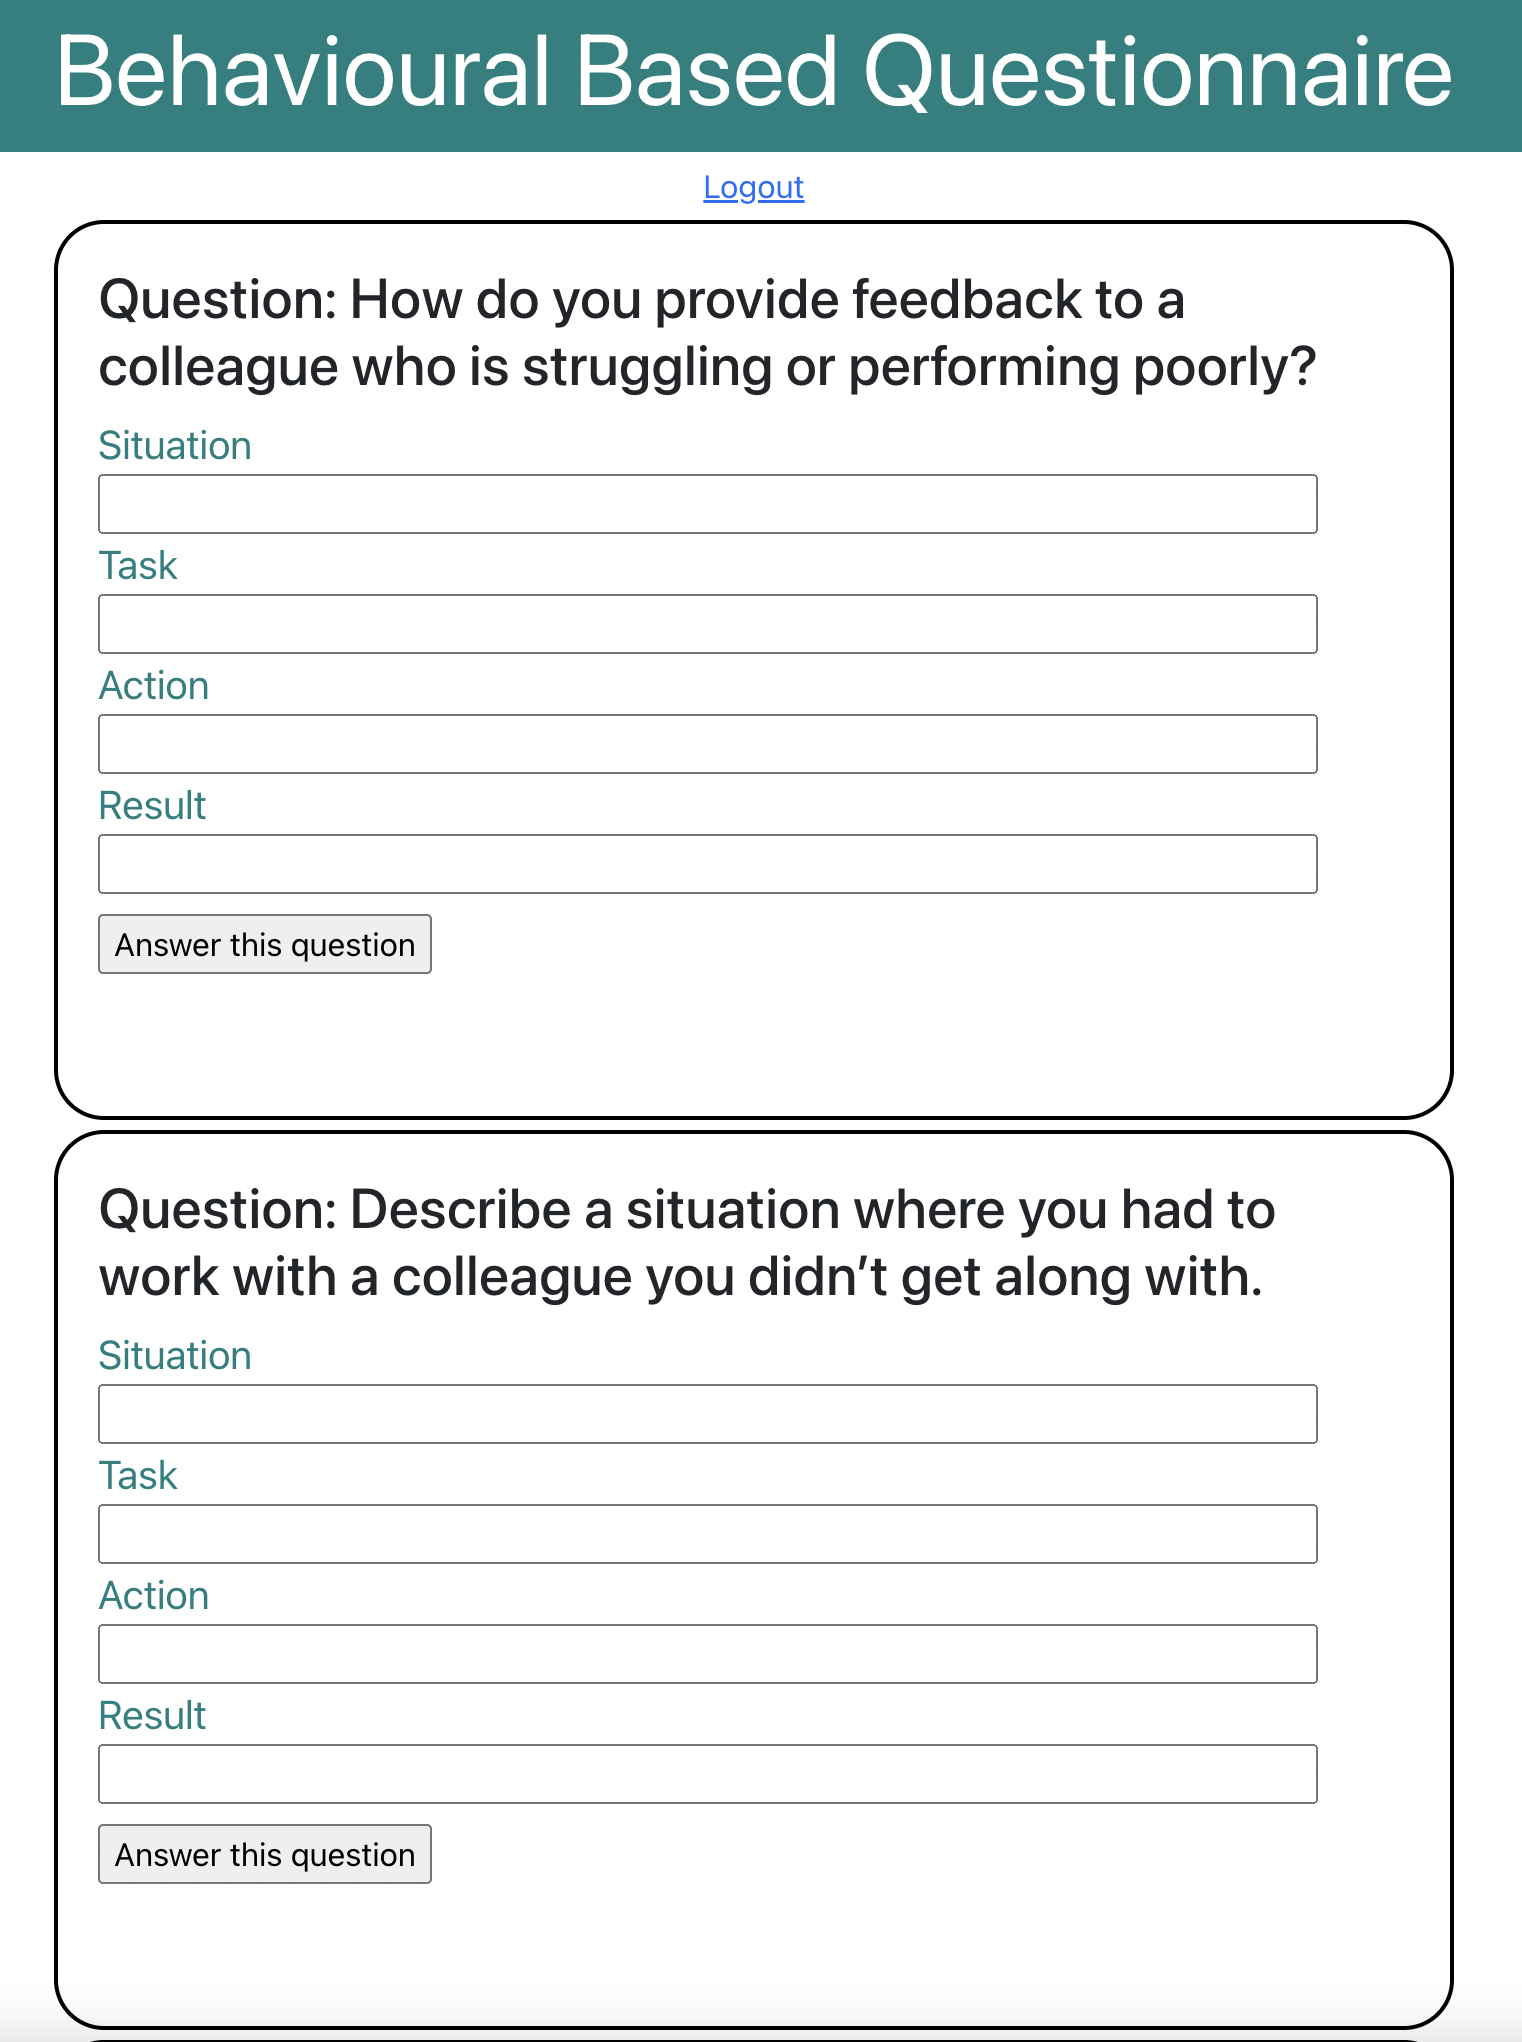 Behavioural Based Questionnaire
Logout
Question: How do you provide feedback to a
colleague who is struggling or performing poorly?
Situation
Task
Action
Result
Answer this question
Question: Describe a situation where you had to
work with a colleague you didn’t get along with.
Situation
Task
Action
Result
Answer this question